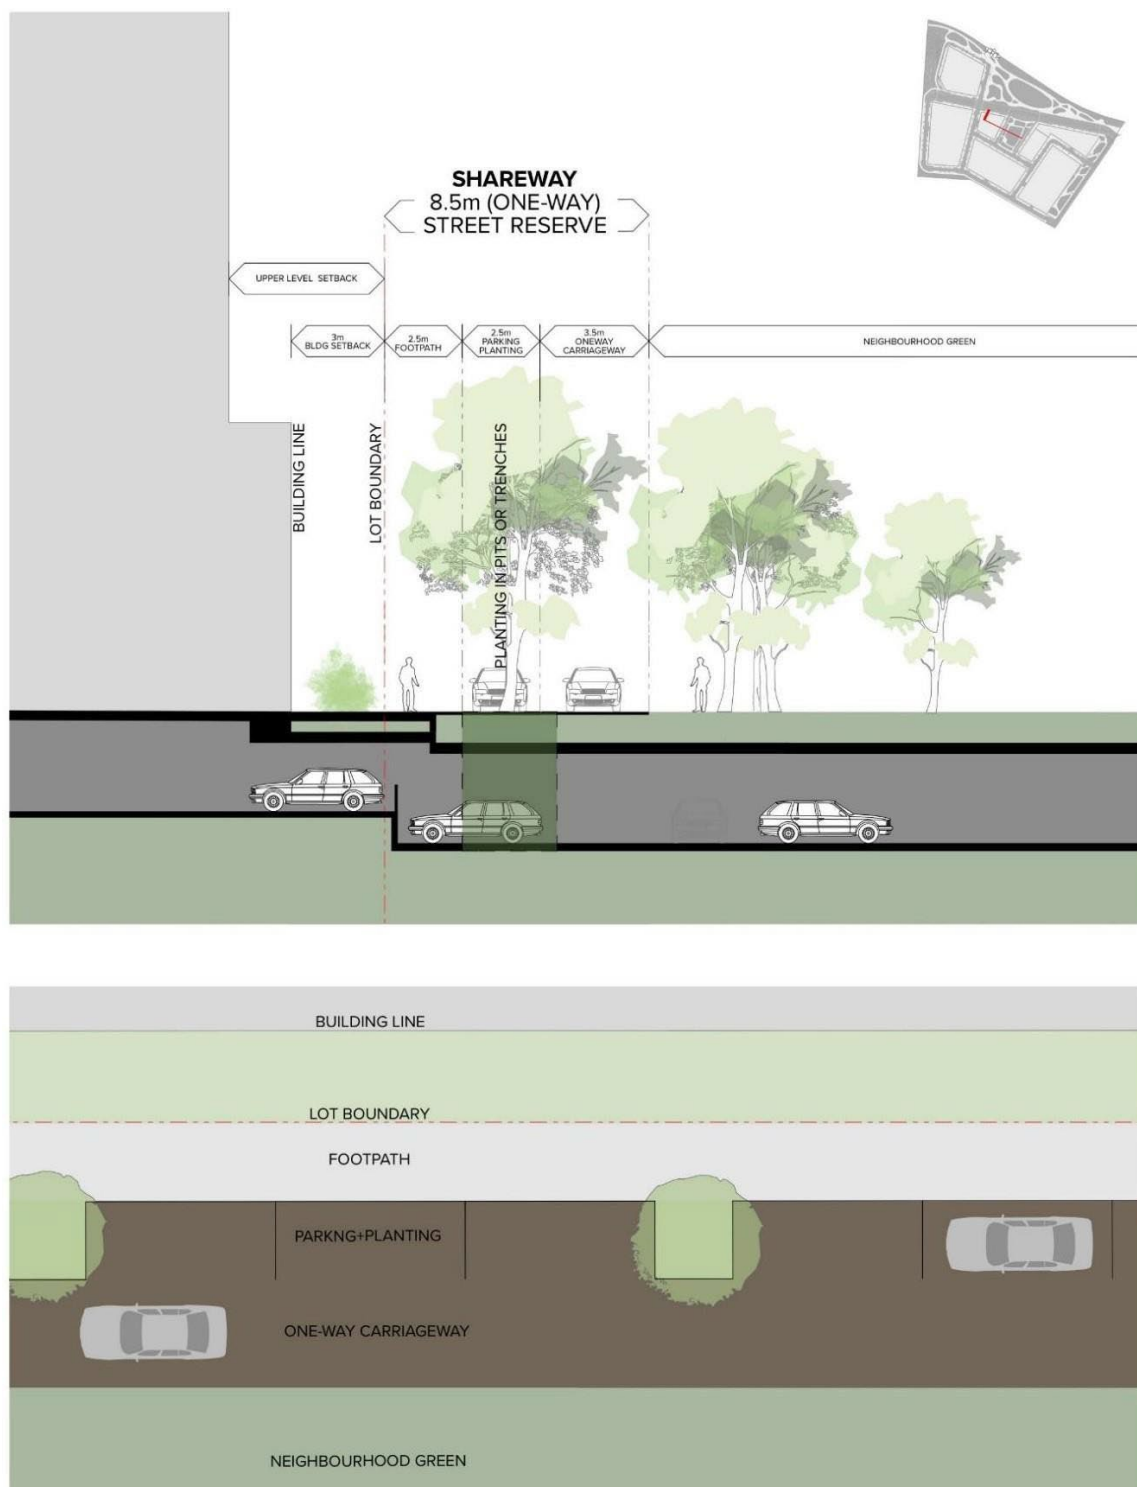 SHAREWAY
8.5m (ONE-WAY)
STREET RESERVE
UPPER LEVEL SETBACK
3m
BLDG SETBACK
2.5m
FOOTPATH
2.5m
PARKING
PLANTING
3.5m
ONEWAY
CARRIAGEWAY
NEIGHBOURHOOD GREEN
BUILDING LINE
LOT BOUNDARY
PLANTING IN PITS OR TRENCHES
BUILDING LINE
LOT BOUNDARY
FOOTPATH
PARKNG+PLANTING
ONE-WAY CARRIAGEWAY
NEIGHBOURHOOD GREEN